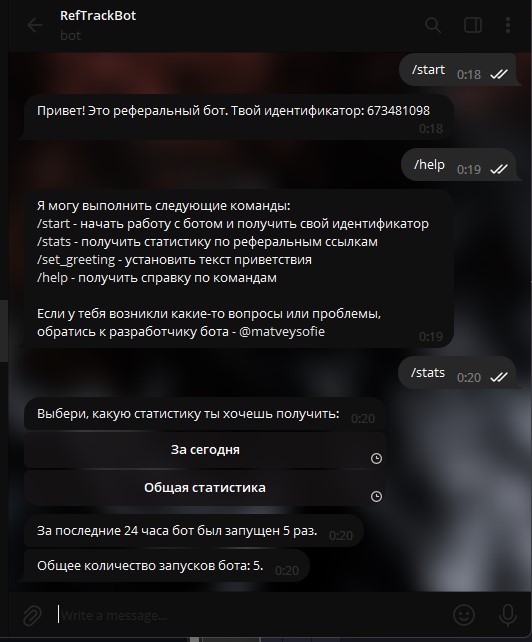 RefTrackBot
bot
/start 0:18
Привет! Это реферальный бот. Твой идентификатор: 673481098
0:18
/help 0:19
Я могу выполнить следующие команды:
/start - начать работу с ботом и получить свой идентификатор
/stats - получить статистику по реферальным ссылкам
/set_greeting - установить текст приветствия
/help - получить справку по командам
Если у тебя возникли какие-то вопросы или проблемы,
обратись к разработчику бота - @matveysofie
0:19
/stats 0:20
Выбери, какую статистику ты хочешь получить: 0:20
За сегодня
Общая статистика
За последние 24 часа бот был запущен 5 раз. 0:20
Общее количество запусков бота: 5. 0:20
Write a message...